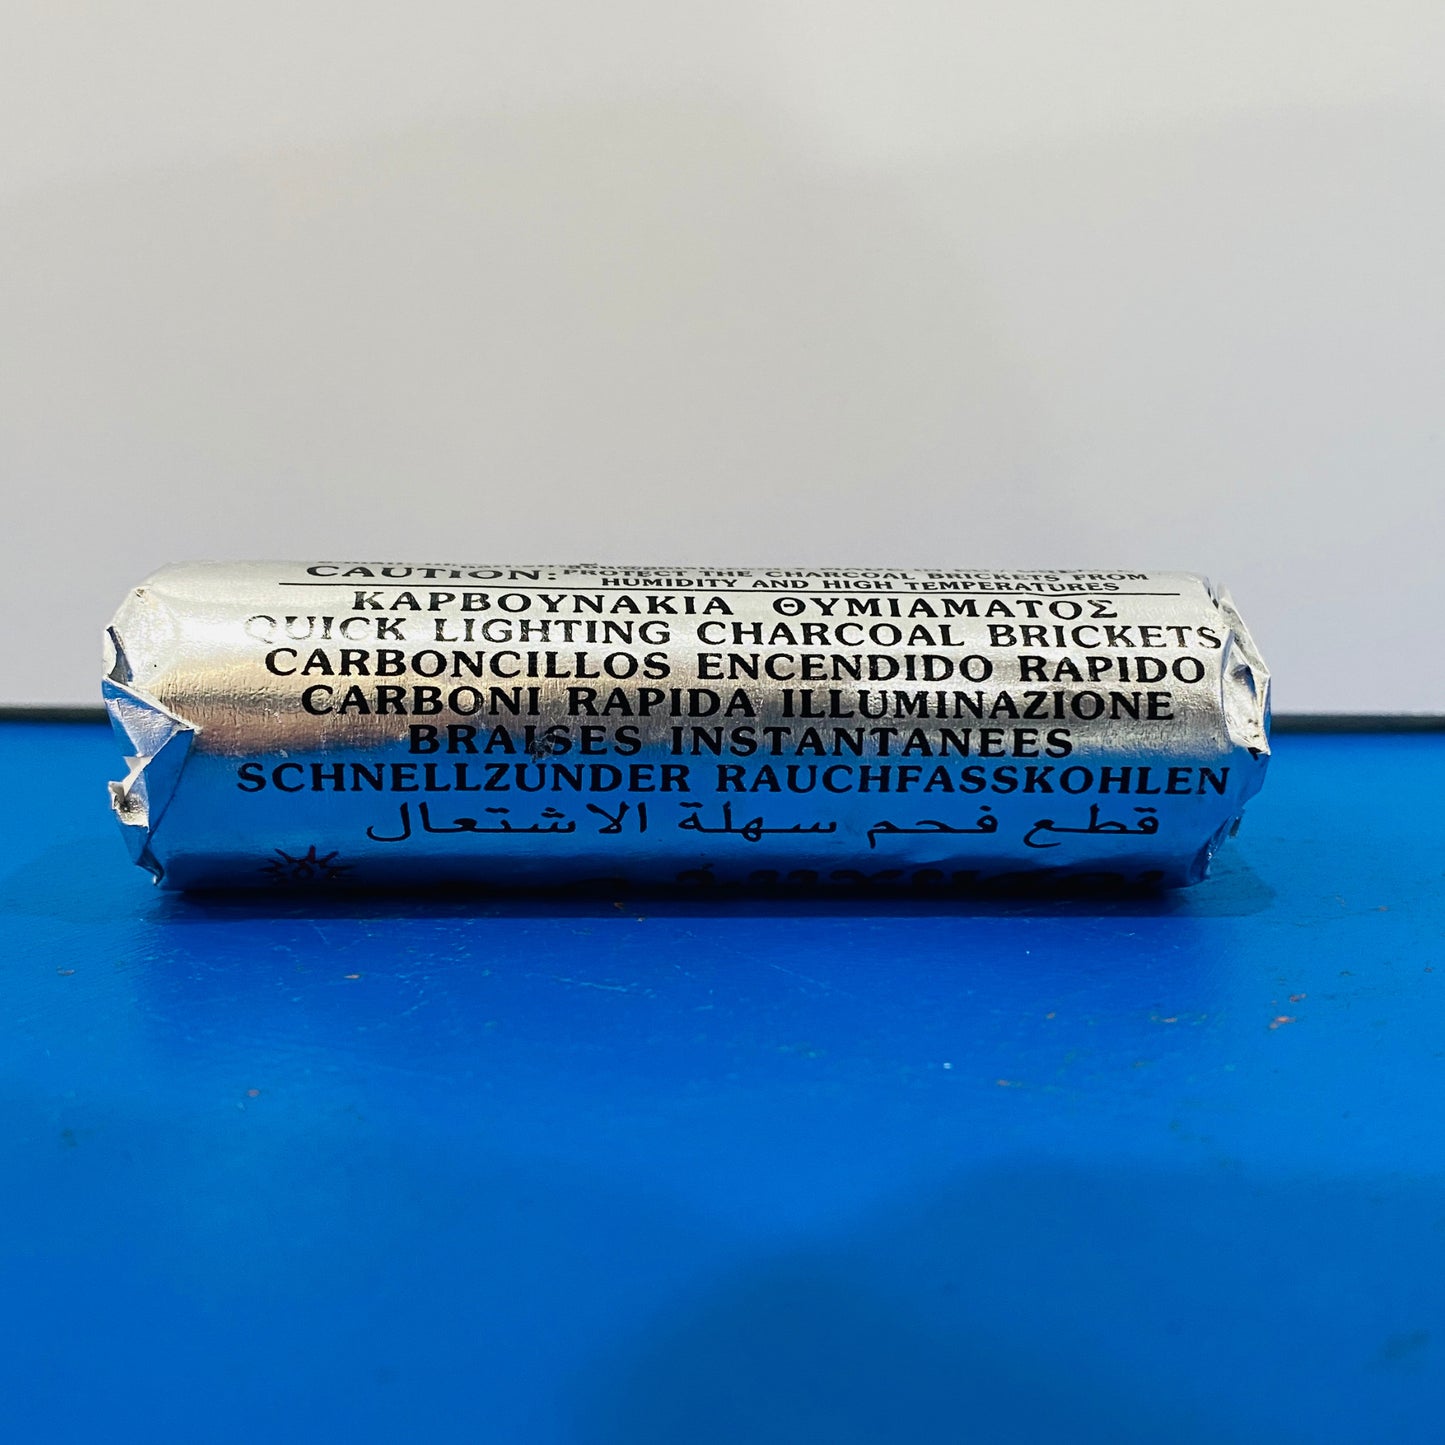 CAUTION: PROTECT THE CHARCOAL BRICKETS FROM
HUMIDITY AND HIGH TEMPERATURES
ΚΑΡΒΟΥΝΑΚΙΑ ΘΥΜΙΑΜΑΤΟΣ
QUICK LIGHTING CHARCOAL BRICKETS
CARBONCILLOS ENCENDIDO RAPIDO
CARBONI RAPIDA ILLUMINAZIONE
BRAISES INSTANTANEES
SCHNELLZÜNDER RAUCHFASSKOHLEN
قطع فحم سهلة الاشتعال